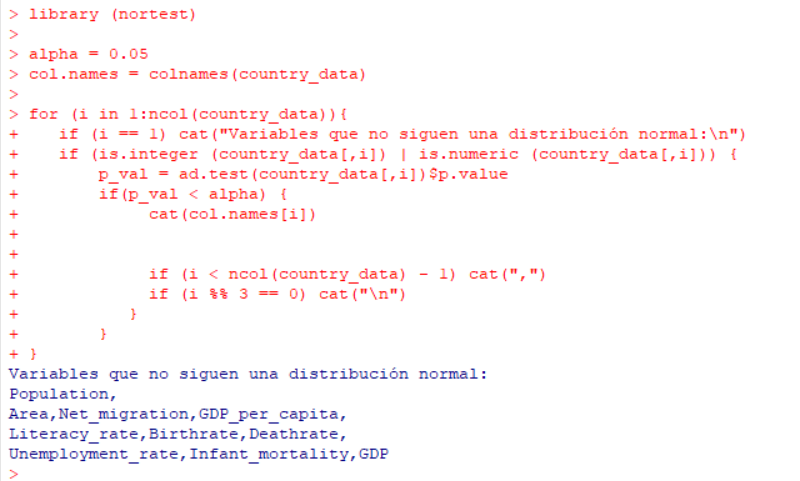 > library (nortest)
>
> alpha = 0.05
> col.names = colnames(country_data)
>
> for (i in 1:ncol(country_data)){
+    if (i == 1) cat("Variables que no siguen una distribución normal:\n")
+    if (is.integer (country_data[,i]) | is.numeric (country_data[,i])) {
+        p_val = ad.test(country_data[,i])$p.value
+        if(p_val < alpha) {
+             cat(col.names[i])
+
+
+             if (i < ncol(country_data) - 1) cat(",")
+             if (i %% 3 == 0) cat("\n")
+           }
+        }
+ }
Variables que no siguen una distribución normal:
Population,
Area,Net_migration,GDP_per_capita,
Literacy_rate,Birthrate,Deathrate,
Unemployment_rate,Infant_mortality,GDP
>